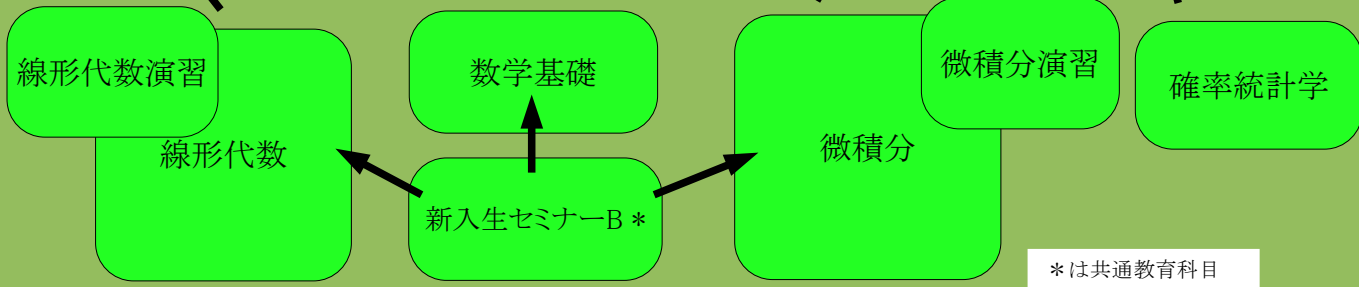 線形代数演習
数学基礎
微積分演習
確率統計学
線形代数
微積分
新入生セミナーB＊
＊は共通教育科目